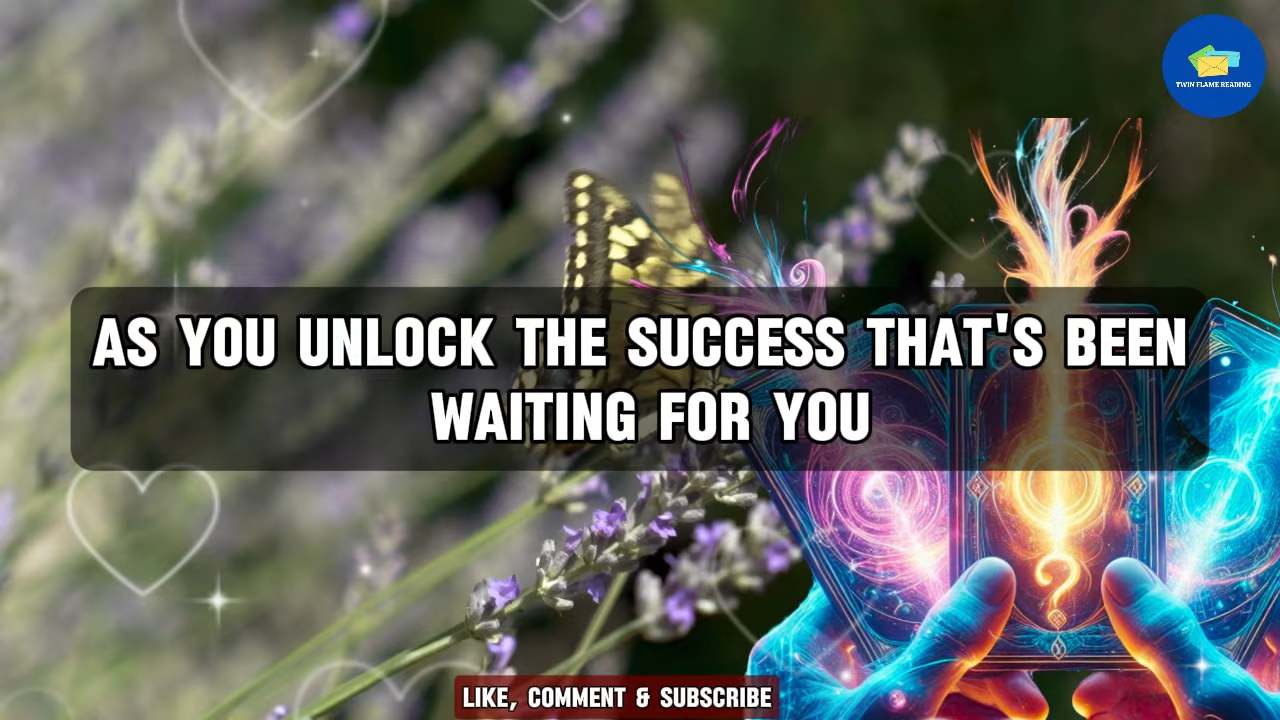 TWIN FLAME READING
AS YOU UNLOCK THE SUCCESS THAT'S BEEN
WAITING FOR YOU
?
LIKE, COMMENT & SUBSCRIBE